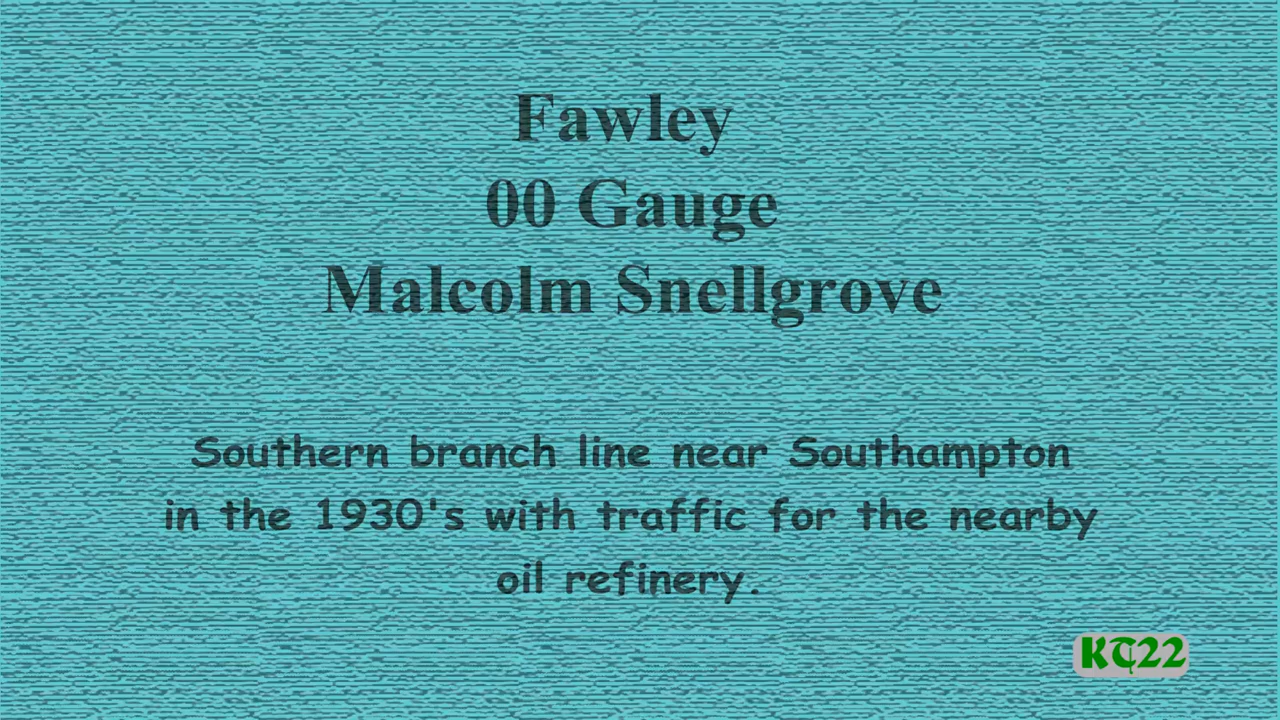 Fawley
00 Gauge
Malcolm Snellgrove
Southern branch line near Southampton
in the 1930's with traffic for the nearby
oil refinery.
KT22